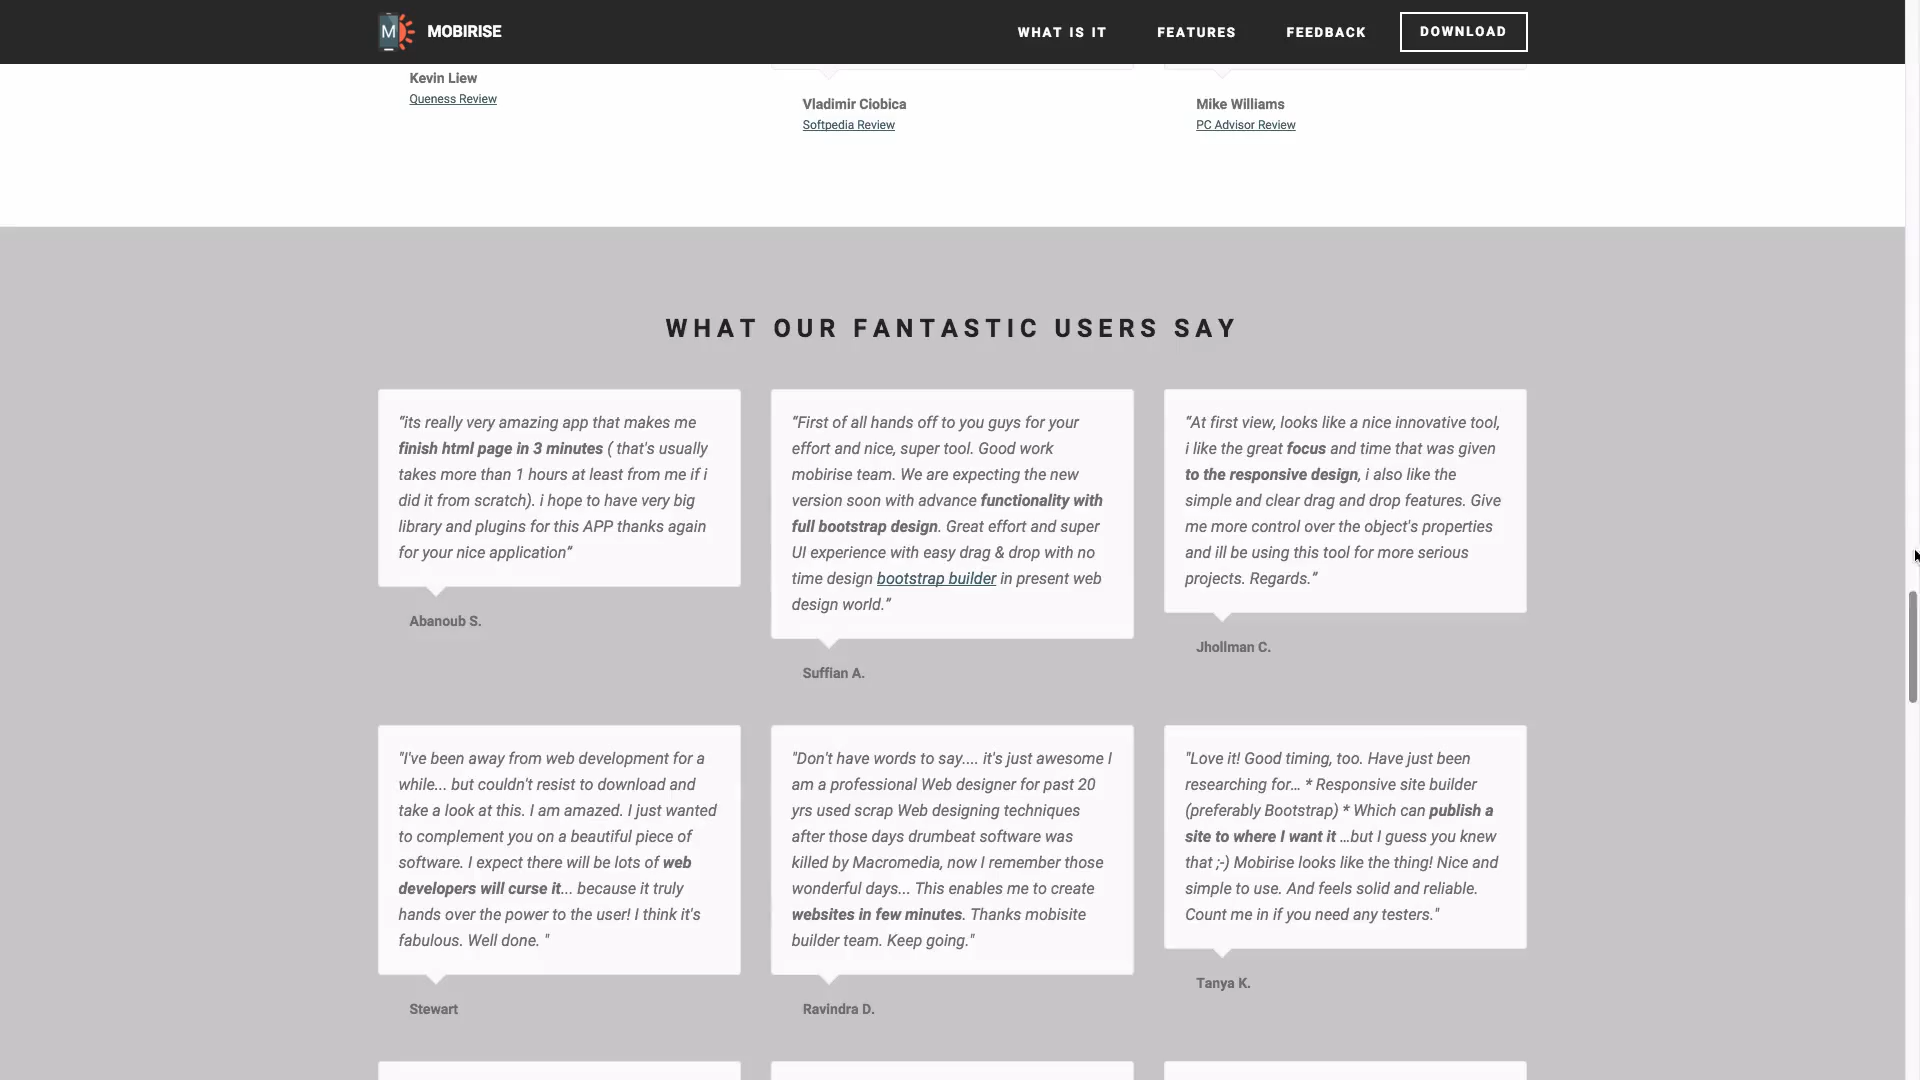 M
MOBIRISE
WHAT IS IT
FEATURES
FEEDBACK
DOWNLOAD
Kevin Liew
Queness Review
Vladimir Ciobica
Softpedia Review
Mike Williams
PC Advisor Review
WHAT OUR FANTASTIC USERS SAY
“its really very amazing app that makes me
finish html page in 3 minutes ( that's usually
takes more than 1 hours at least from me if i
did it from scratch). i hope to have very big
library and plugins for this APP thanks again
for your nice application”
Abanoub S.
“First of all hands off to you guys for your
effort and nice, super tool. Good work
mobirise team. We are expecting the new
version soon with advance functionality with
full bootstrap design. Great effort and super
UI experience with easy drag & drop with no
time design bootstrap builder in present web
design world.”
Suffian A.
“At first view, looks like a nice innovative tool,
i like the great focus and time that was given
to the responsive design, i also like the
simple and clear drag and drop features. Give
me more control over the object's properties
and ill be using this tool for more serious
projects. Regards.”
Jhollman C.
"I've been away from web development for a
while... but couldn't resist to download and
take a look at this. I am amazed. I just wanted
to complement you on a beautiful piece of
software. I expect there will be lots of web
developers will curse it... because it truly
hands over the power to the user! I think it's
fabulous. Well done. "
Stewart
"Don't have words to say.... it's just awesome I
am a professional Web designer for past 20
yrs used scrap Web designing techniques
after those days drumbeat software was
killed by Macromedia, now I remember those
wonderful days... This enables me to create
websites in few minutes. Thanks mobisite
builder team. Keep going."
Ravindra D.
"Love it! Good timing, too. Have just been
researching for… * Responsive site builder
(preferably Bootstrap) * Which can publish a
site to where I want it …but I guess you knew
that ;-) Mobirise looks like the thing! Nice and
simple to use. And feels solid and reliable.
Count me in if you need any testers."
Tanya K.